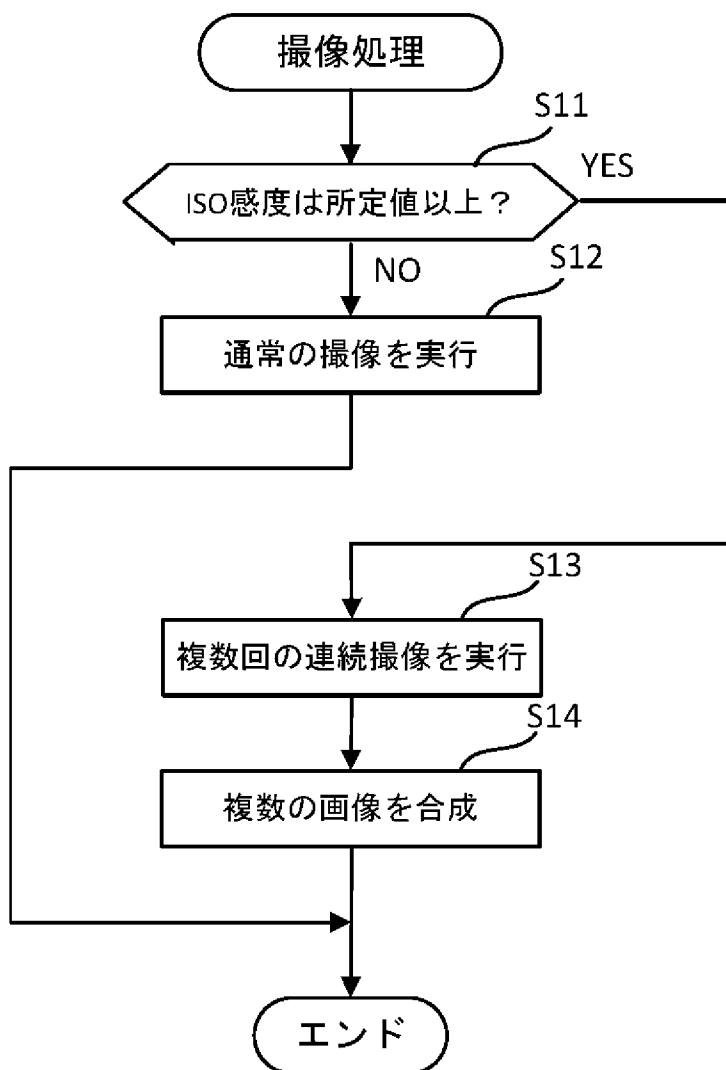 撮像処理
S11
ISO感度は所定値以上？
YES
NO
S12
通常の撮像を実行
S13
複数回の連続撮像を実行
S14
複数の画像を合成
エンド